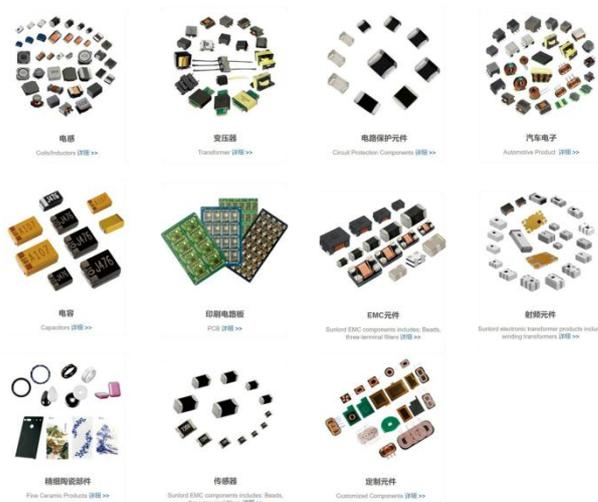 电感
Coils/Inductors 详细 >>
变压器
Transformer 详细 >>
电路保护元件
Circuit Protection Components 详细 >>
汽车电子
Automotive Product 详细 >>
电容
Capacitors 详细 >>
印刷电路板
PCB 详细 >>
EMC元件
Sunlord EMC components includes: Beads,
three-terminal filters 详细 >>
射频元件
Sunlord electronic transformer products inclu
winding transformers 详细 >>
精细陶瓷部件
Fine Ceramic Products 详细 >>
传感器
Sunlord EMC components includes: Beads,
定制元件
Customized Components 详细 >>